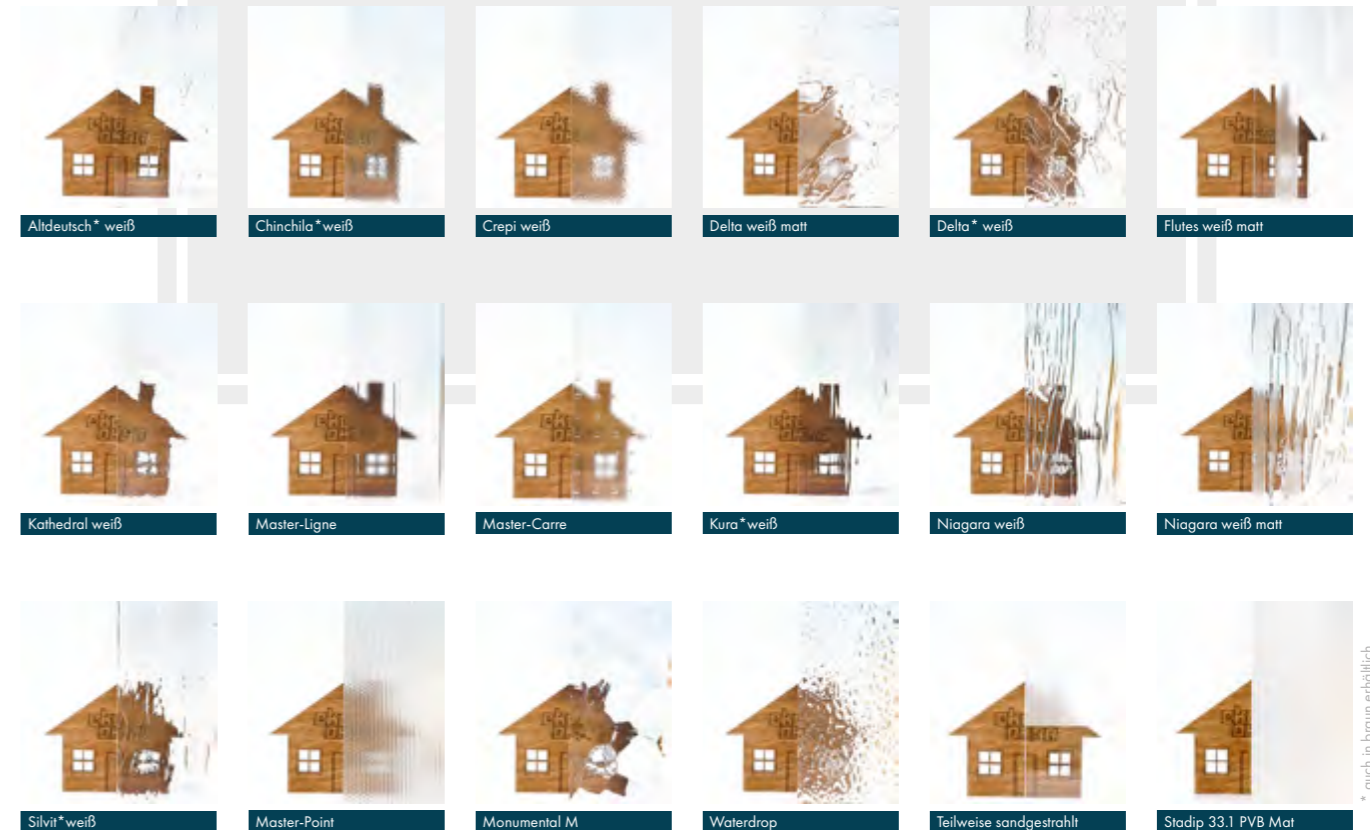 Altdeutsch* weiß
Chinchila*weiß
Crepi weiß
Delta weiß matt
Delta* weiß
Flutes weiß matt
Kathedral weiß
Master-Ligne
Master-Carre
Kura*weiß
Niagara weiß
Niagara weiß matt
Silvit*weiß
Master-Point
Monumental M
Waterdrop
Teilweise sandgestrahlt
Stadip 33.1 PVB Mat
* auch in braun erhältlich